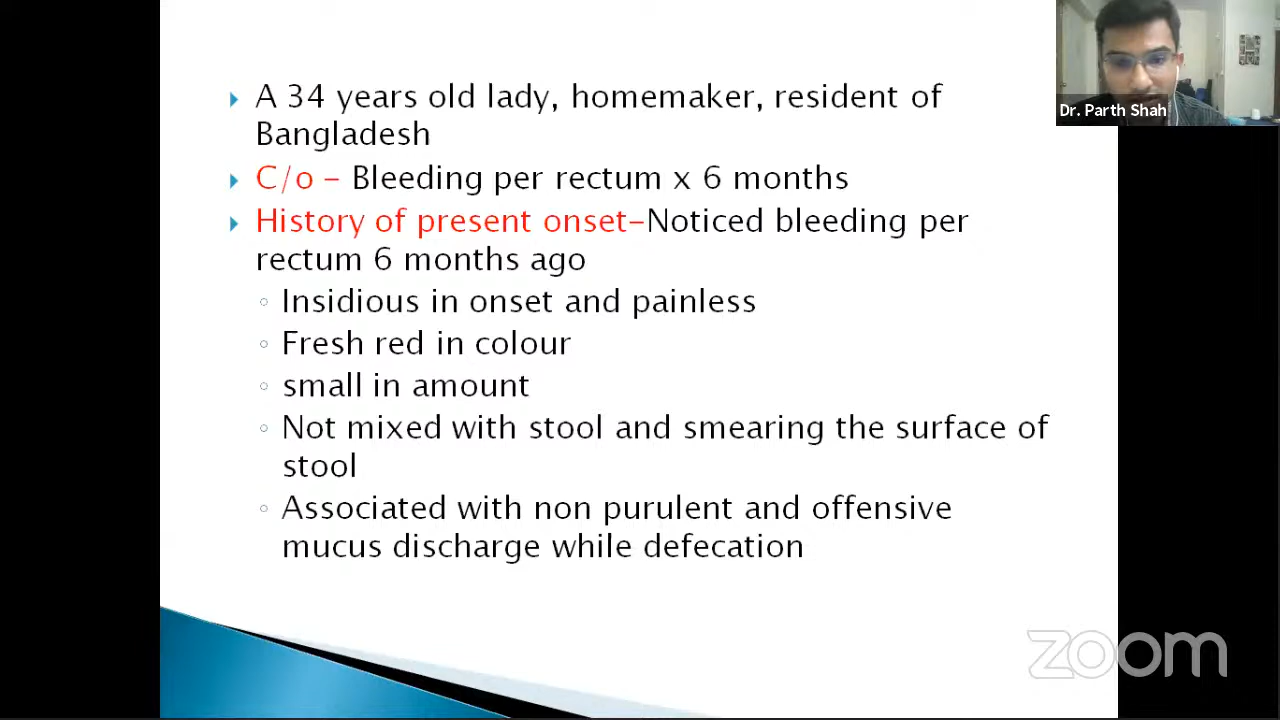 A 34 years old lady, homemaker, resident of
Bangladesh
C/o – Bleeding per rectum x 6 months
History of present onset–Noticed bleeding per
rectum 6 months ago
Insidious in onset and painless
Fresh red in colour
small in amount
Not mixed with stool and smearing the surface of
stool
Associated with non purulent and offensive
mucus discharge while defecation
Dr. Parth Shah
zoom